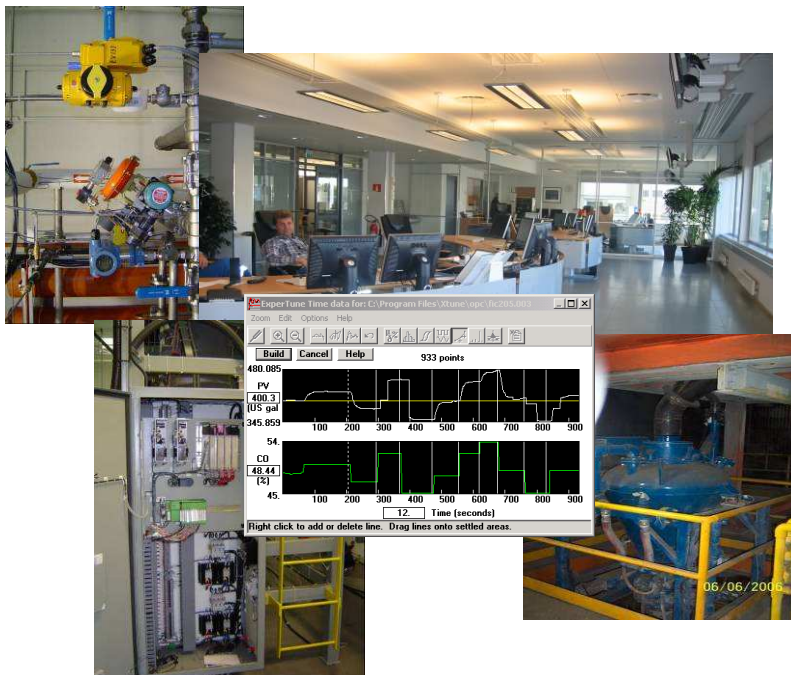 ExperTune Time data for: C:\Program Files\Xtune\opc\fic205.003
Zoom Edit Options Help
Build Cancel Help 933 points
480.085
PV
400.3
(US gal
345.859
100 200 300 400 500 600 700 800 900
54.
CO
48.44
(%)
45.
100 200 300 400 500 600 700 800 900
12. Time (seconds)
Right click to add or delete line. Drag lines onto settled areas.
06/06/2006